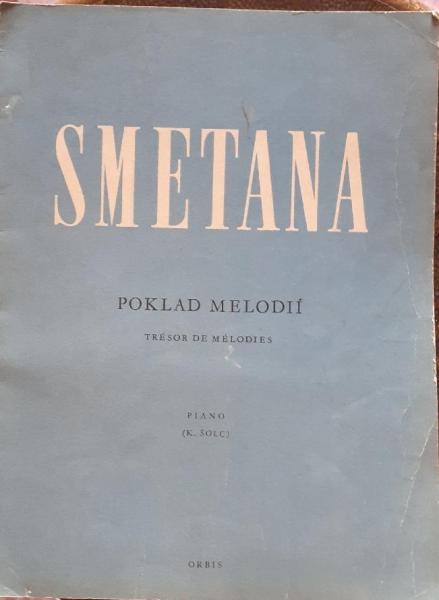 SMETANA
POKLAD MELODIÍ
TRÉSOR DE MÉLODIES
PIANO
(K. ŠOLC)
ORBIS